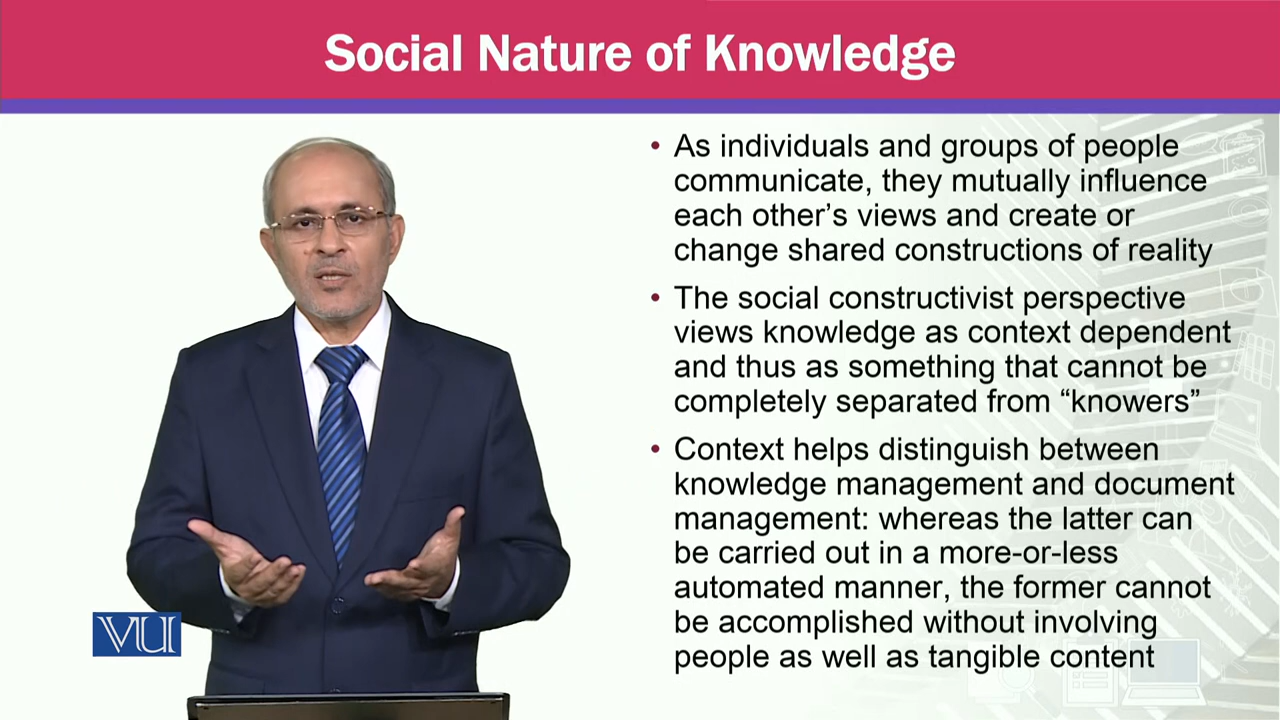 Social Nature of Knowledge
• As individuals and groups of people
communicate, they mutually influence
each other’s views and create or
change shared constructions of reality
• The social constructivist perspective
views knowledge as context dependent
and thus as something that cannot be
completely separated from “knowers”
• Context helps distinguish between
knowledge management and document
management: whereas the latter can
be carried out in a more-or-less
automated manner, the former cannot
be accomplished without involving
people as well as tangible content
VU